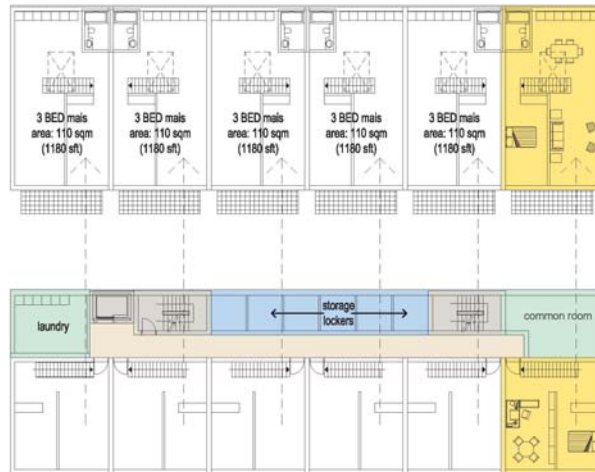 3 BED mais
area: 110 sqm
(1180 sft)
3 BED mais
area: 110 sqm
(1180 sft)
3 BED mais
area: 110 sqm
(1180 sft)
3 BED mais
area: 110 sqm
(1180 sft)
3 BED mais
area: 110 sqm
(1180 sft)
laundry
storage
lockers
common room